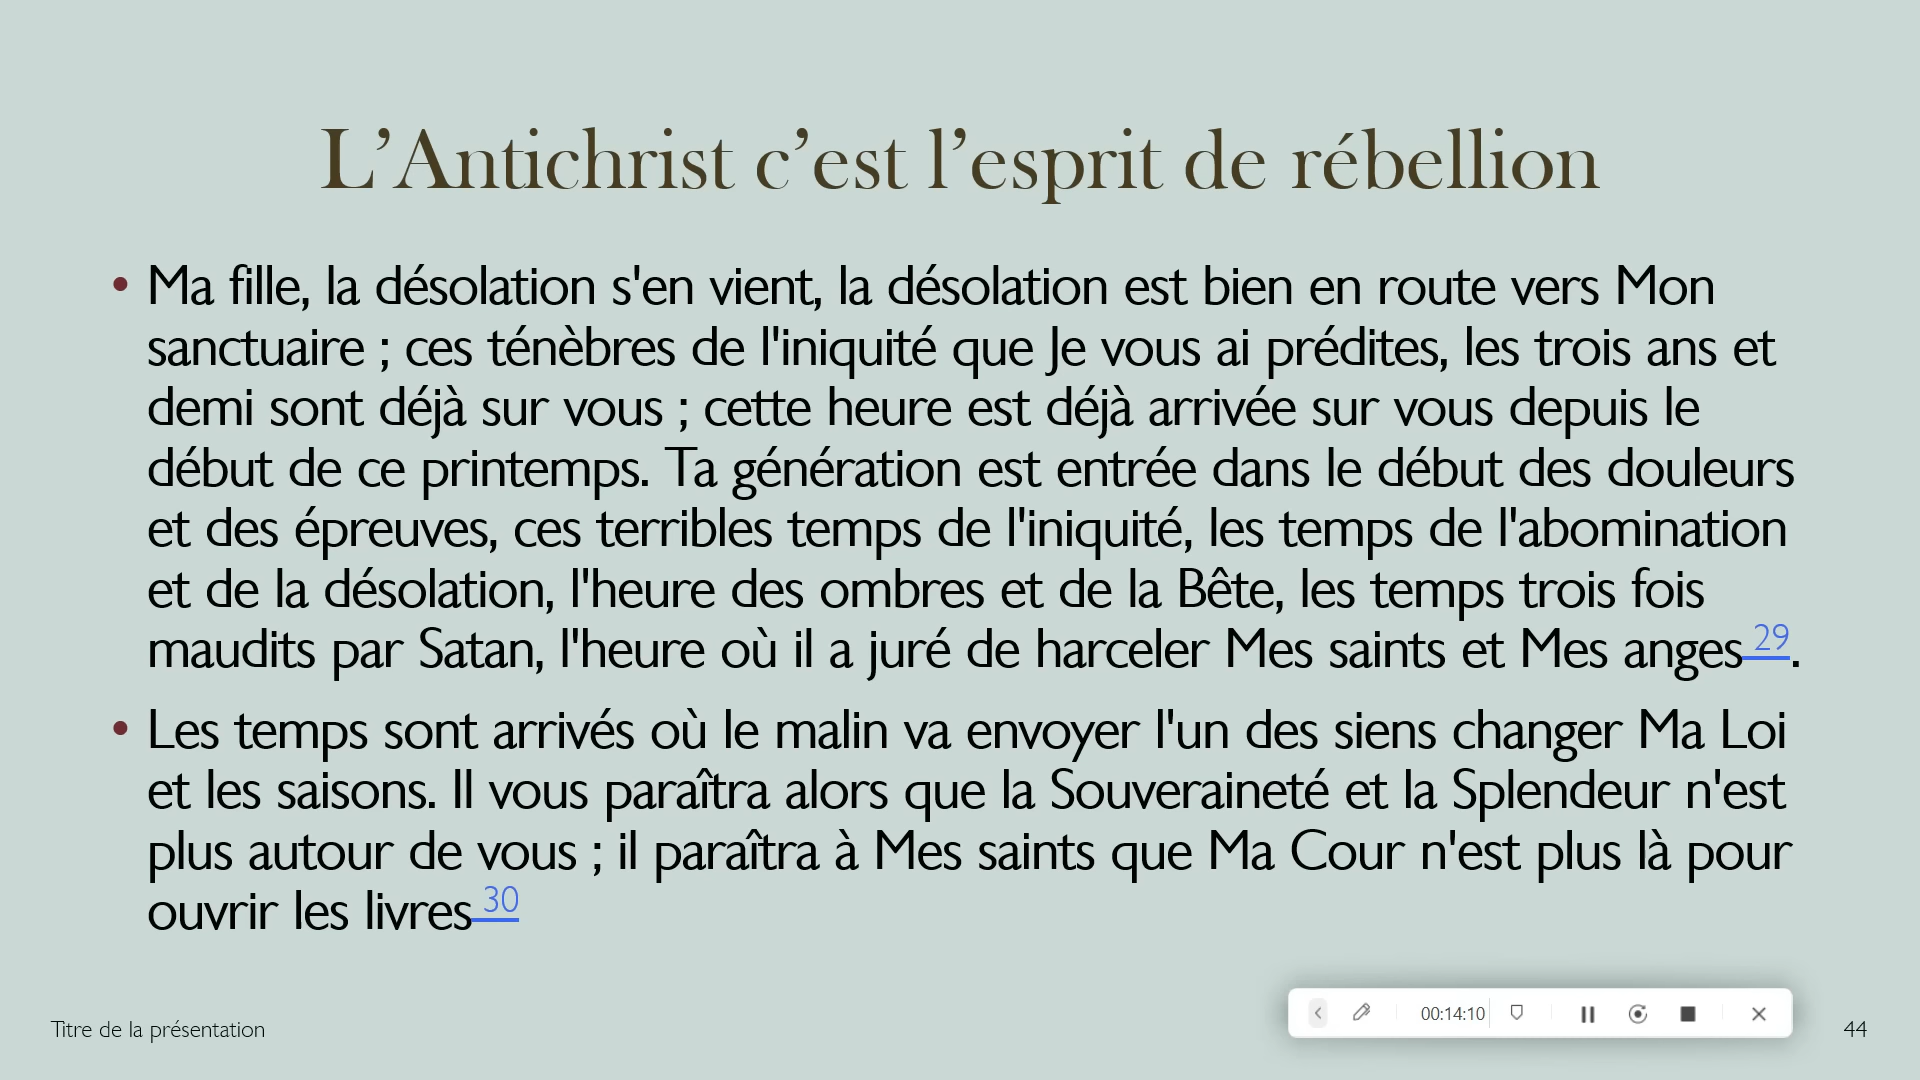 L’Antichrist c’est l’esprit de rébellion
• Ma fille, la désolation s'en vient, la désolation est bien en route vers Mon
sanctuaire ; ces ténèbres de l'iniquité que Je vous ai prédites, les trois ans et
demi sont déjà sur vous ; cette heure est déjà arrivée sur vous depuis le
début de ce printemps. Ta génération est entrée dans le début des douleurs
et des épreuves, ces terribles temps de l'iniquité, les temps de l'abomination
et de la désolation, l'heure des ombres et de la Bête, les temps trois fois
maudits par Satan, l'heure où il a juré de harceler Mes saints et Mes anges 29.
• Les temps sont arrivés où le malin va envoyer l'un des siens changer Ma Loi
et les saisons. Il vous paraîtra alors que la Souveraineté et la Splendeur n'est
plus autour de vous ; il paraîtra à Mes saints que Ma Cour n'est plus là pour
ouvrir les livres 30
00:14:10
Titre de la présentation
44